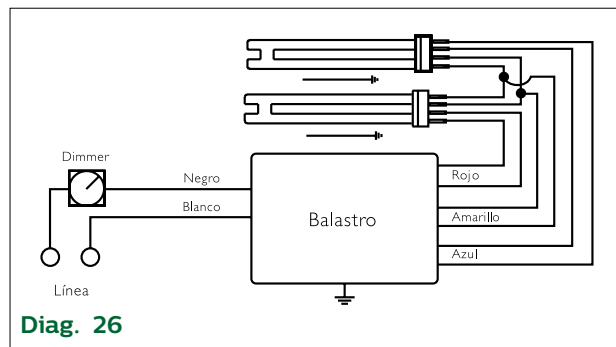 Dimmer
Negro
Blanco
Línea
Balastro
Rojo
Amarillo
Azul
Diag. 26